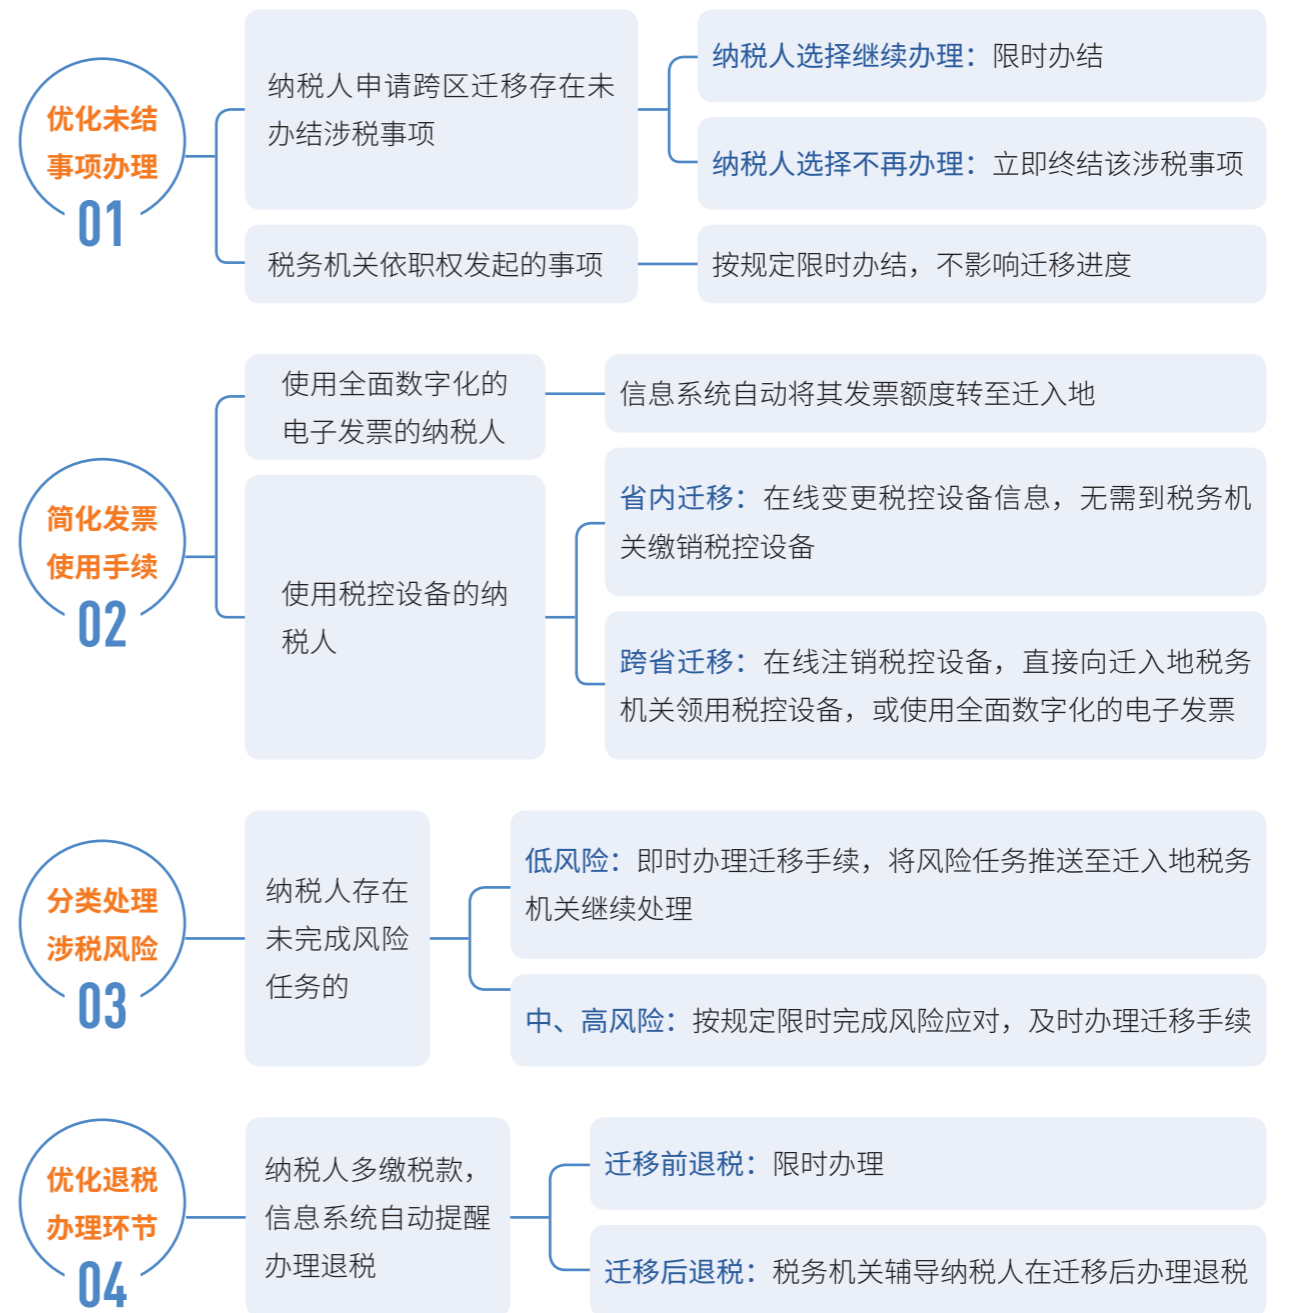 优化未结
事项办理
01
纳税人申请跨区迁移存在未
办结涉税事项
纳税人选择继续办理：限时办结
纳税人选择不再办理：立即终结该涉税事项
税务机关依职权发起的事项
按规定限时办结，不影响迁移进度
简化发票
使用手续
02
使用全面数字化的
电子发票的纳税人
信息系统自动将其发票额度转至迁入地
使用税控设备的纳
税人
省内迁移：在线变更税控设备信息，无需到税务机
关缴销税控设备
跨省迁移：在线注销税控设备，直接向迁入地税务
机关领用税控设备，或使用全面数字化的电子发票
分类处理
涉税风险
03
纳税人存在
未完成风险
任务的
低风险：即时办理迁移手续，将风险任务推送至迁入地税务
机关继续处理
中、高风险：按规定限时完成风险应对，及时办理迁移手续
优化退税
办理环节
04
纳税人多缴税款，
信息系统自动提醒
办理退税
迁移前退税：限时办理
迁移后退税：税务机关辅导纳税人在迁移后办理退税